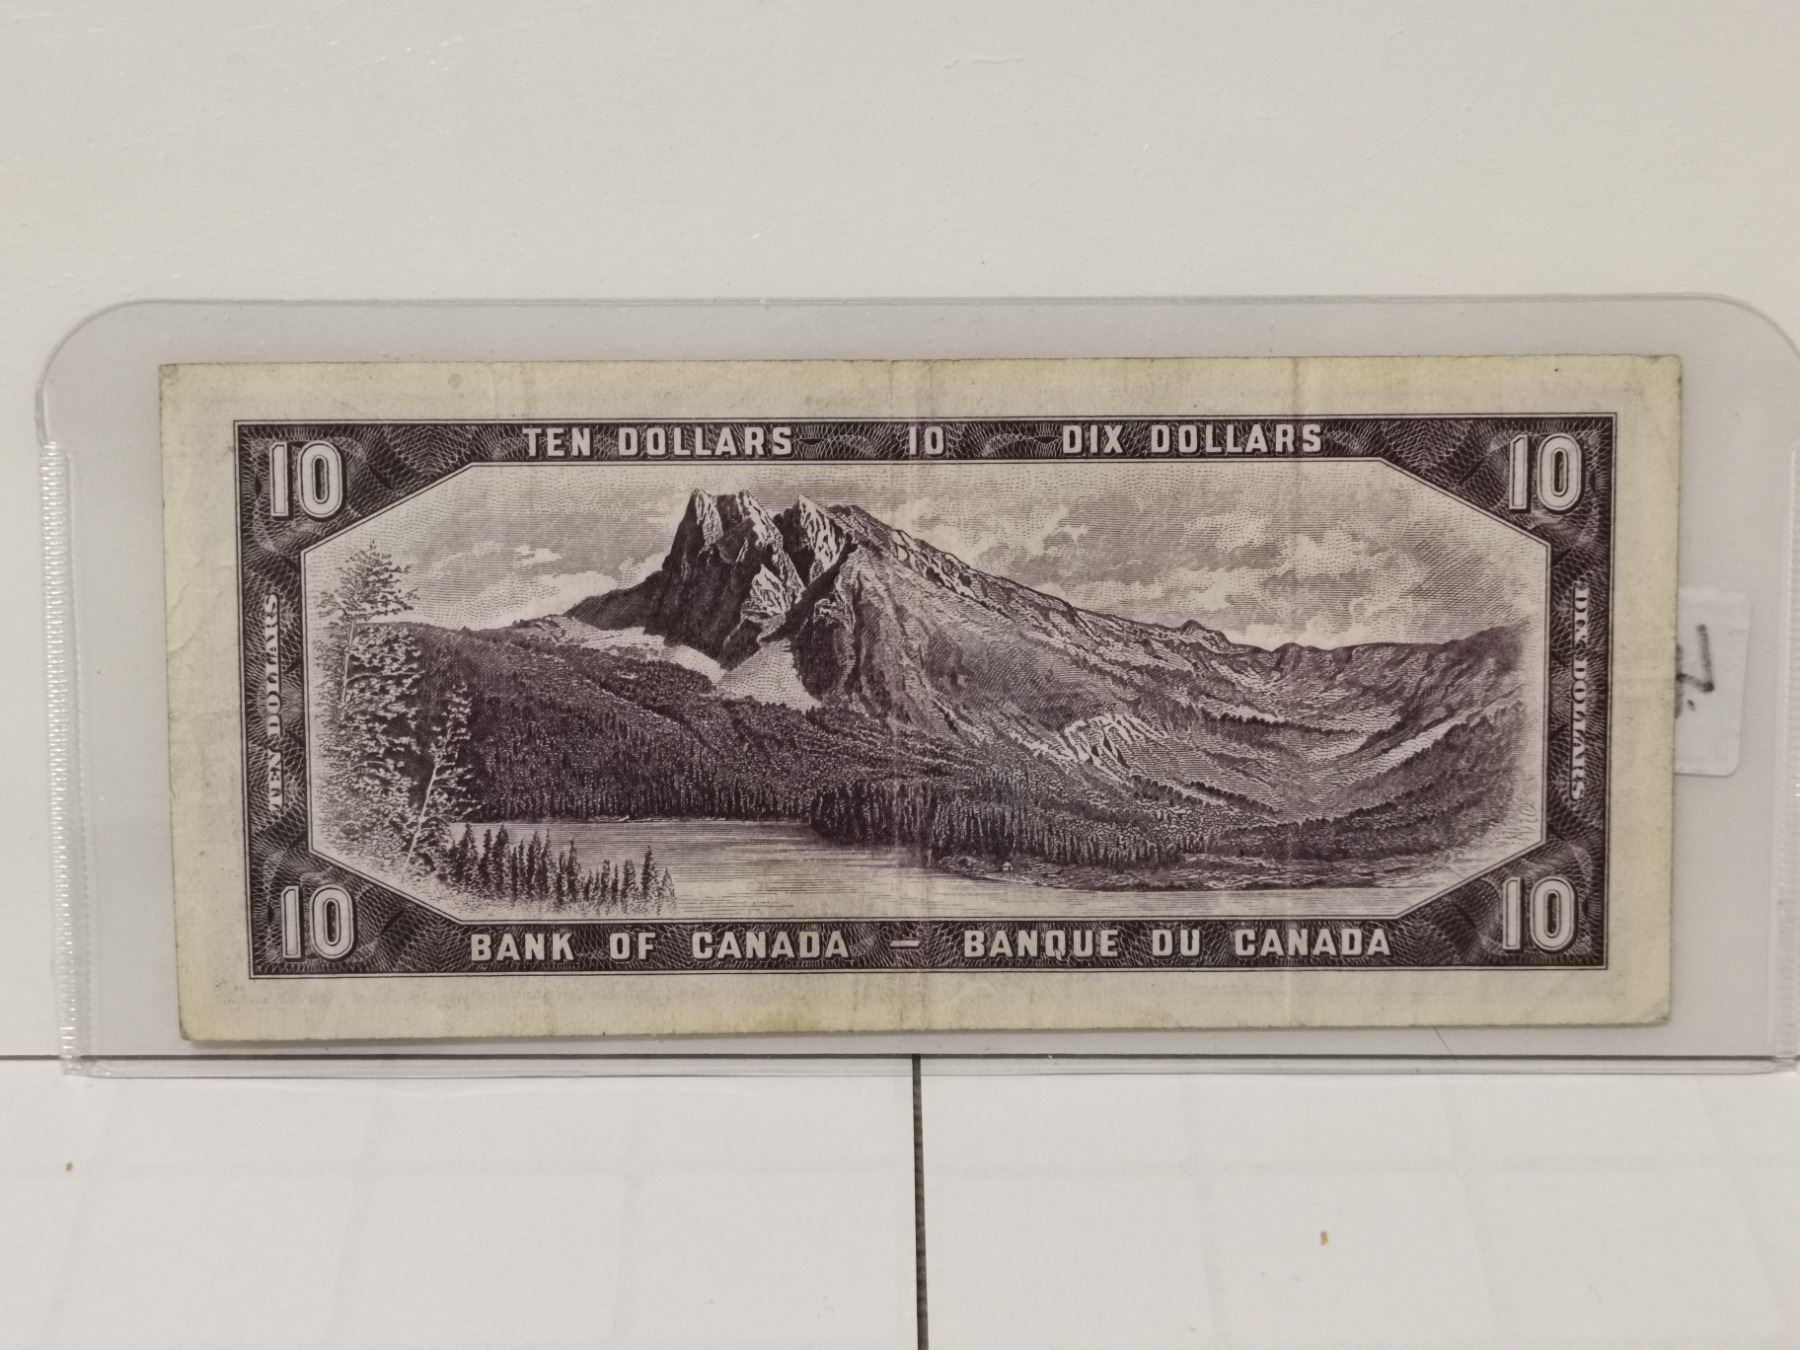 TEN DOLLARS 10 DIX DOLLARS
10 10
TEN DOLLARS
DIX DOLLARS
10 10
BANK OF CANADA – BANQUE DU CANADA